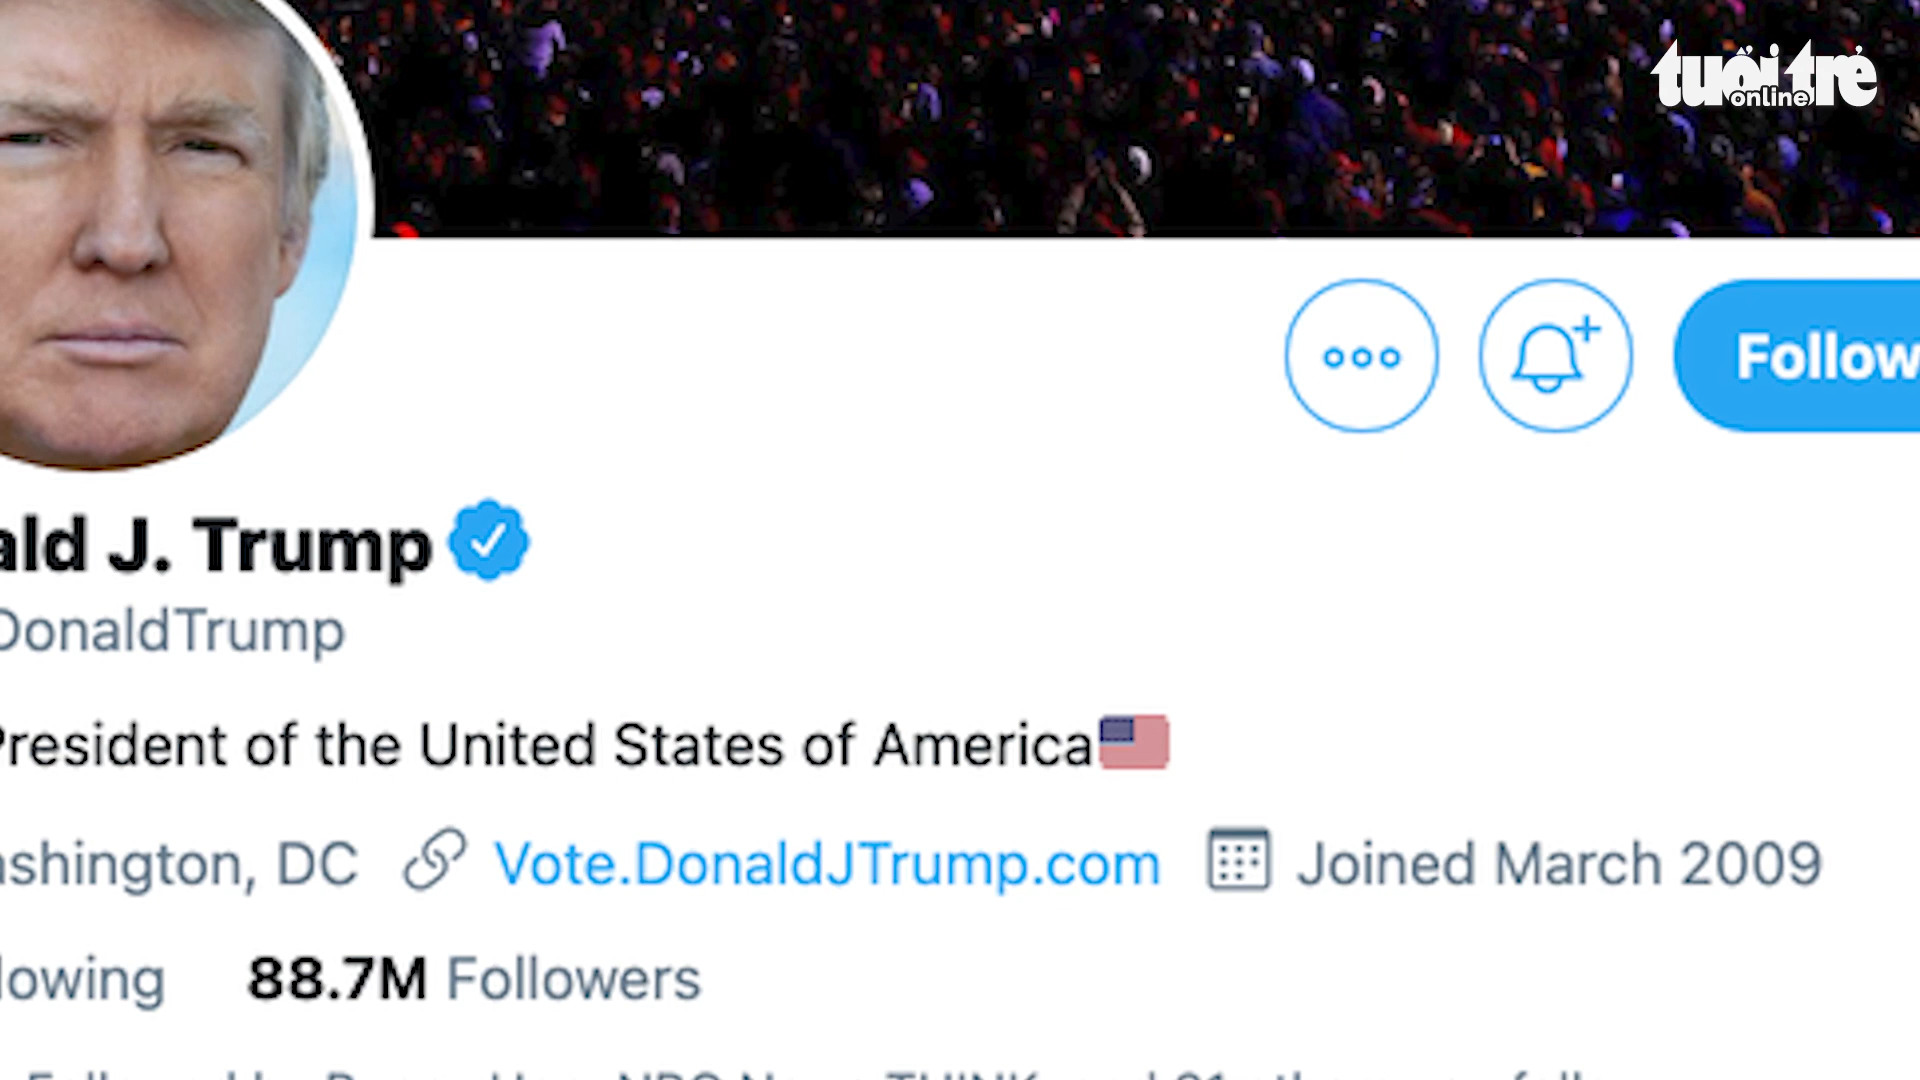 tuổi trẻ
online
Follow
ald J. Trump
DonaldTrump
President of the United States of America
ashington, DC Vote.DonaldJTrump.com Joined March 2009
lowing 88.7M Followers